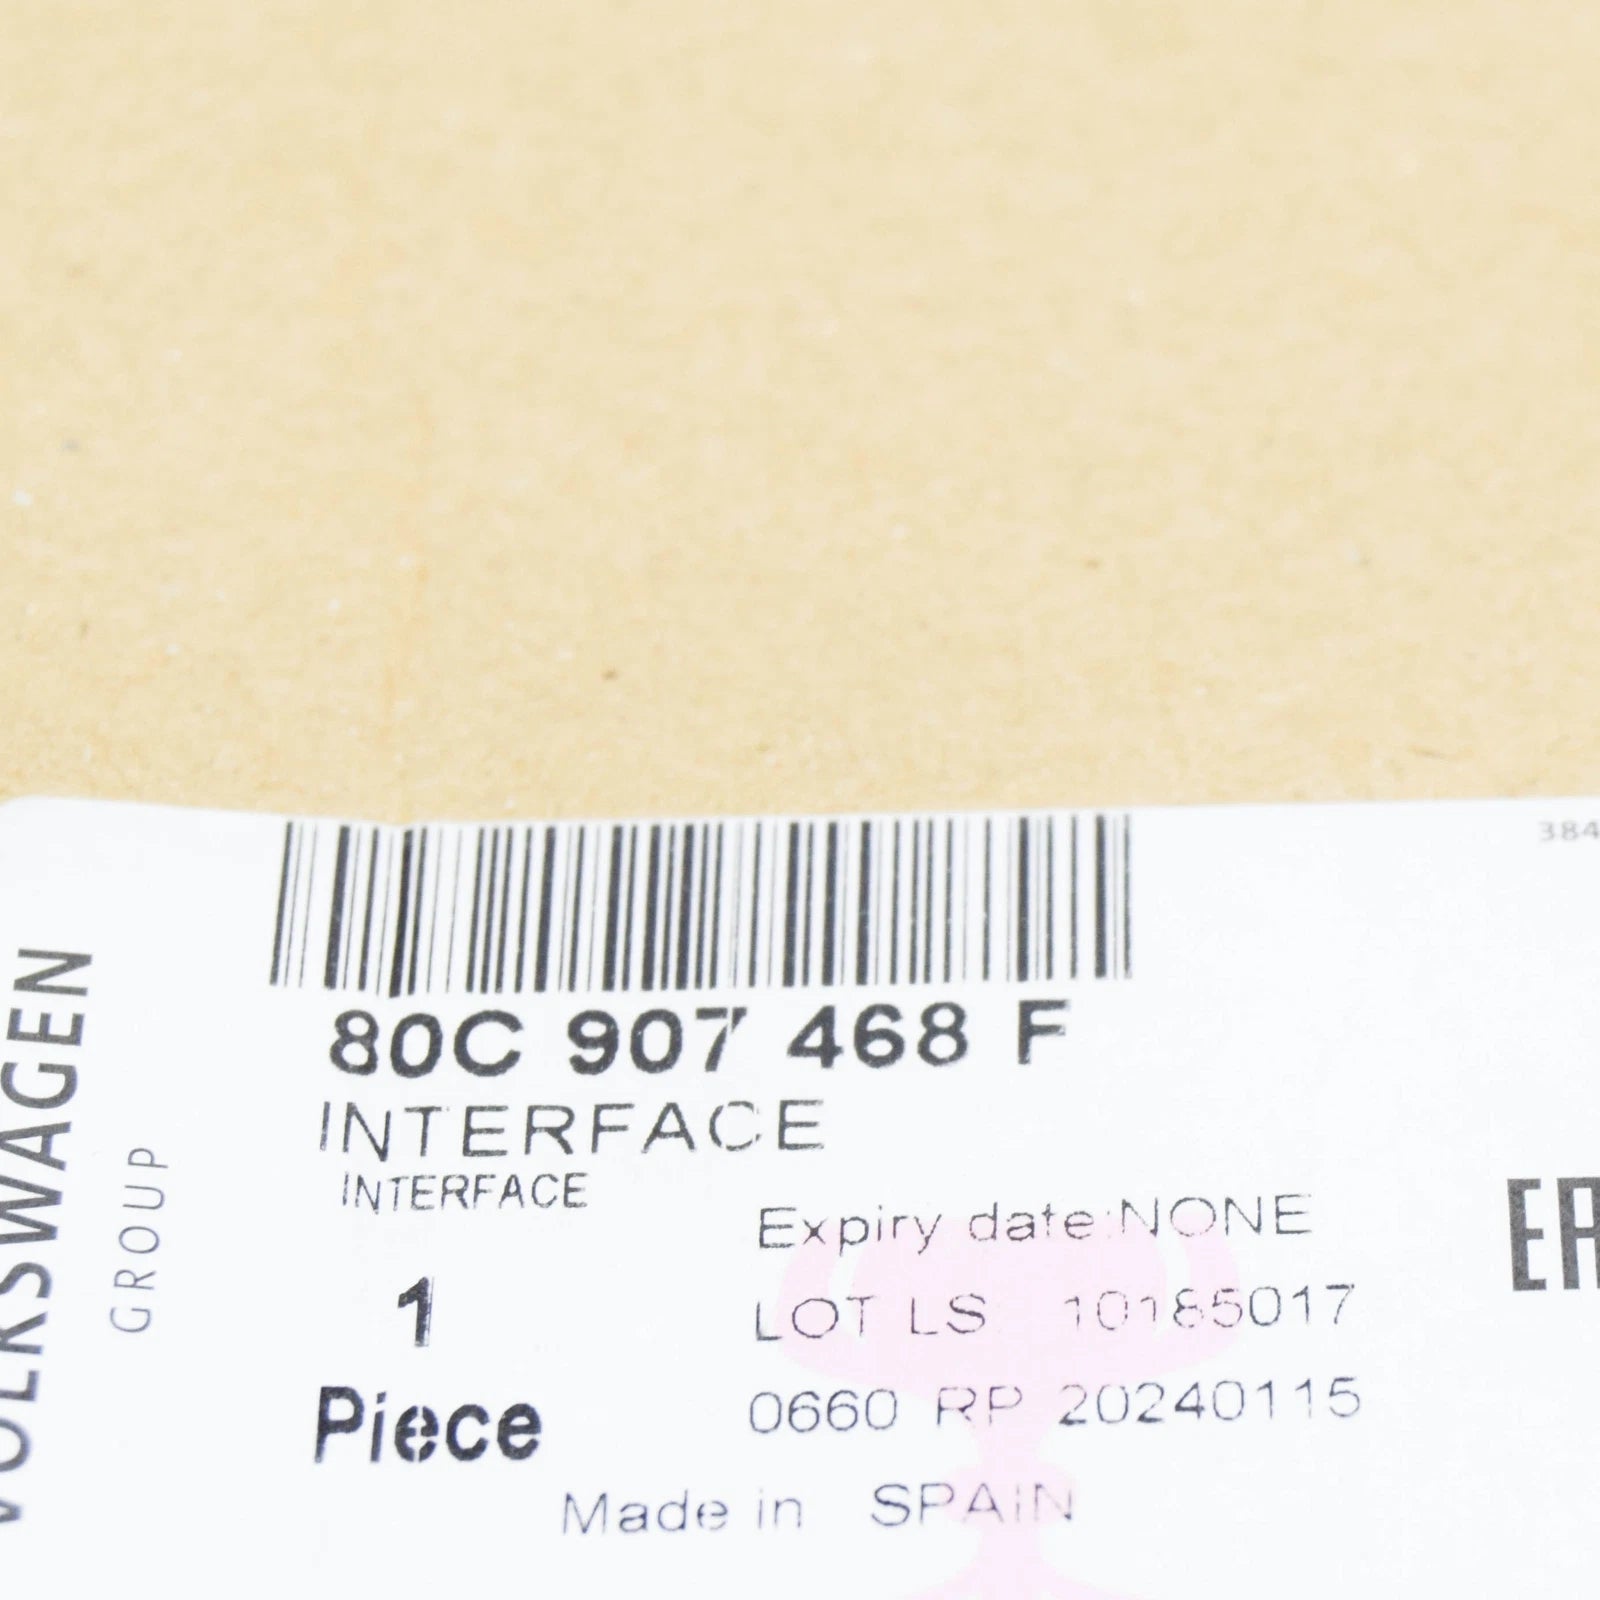 384
80C 907 468 F
INTERFACE
INTERFACE
Expiry date:NONE
1
LOT LS 10185017
Piece
0660 RP 20240115
Made in SPAIN
VOLKSWAGEN
GROUP